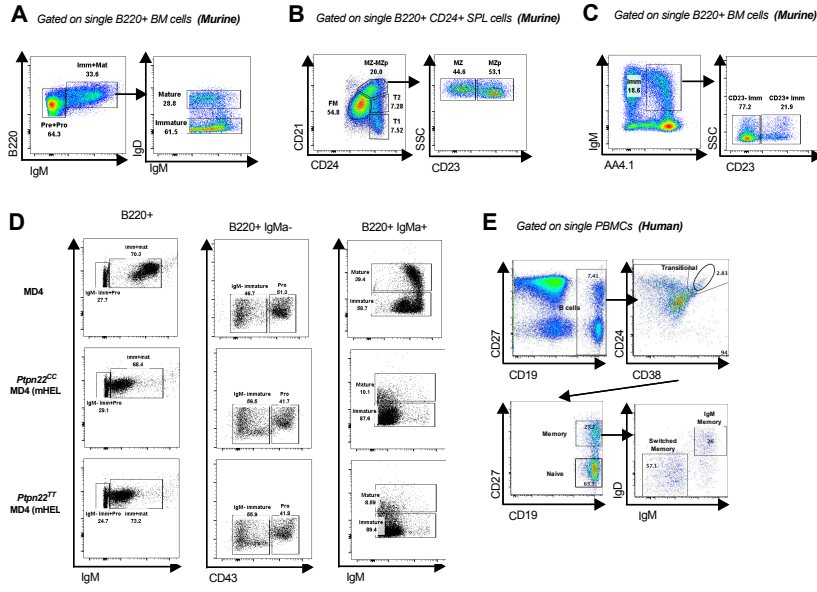 A
Gated on single B220+ BM cells (Murine)
Imm+Mat
33.6
Pre+Pro
64.3
B220
IgM
Mature
28.8
Immature
61.5
IgD
IgM
B
Gated on single B220+ CD24+ SPL cells (Murine)
MZ-MZp
20.0
FM
54.8
T2
7.28
T1
7.52
CD21
CD24
MZ
44.6
MZp
53.1
SSC
CD23
C
Gated on single B220+ BM cells (Murine)
Imm
18.6
IgM
AA4.1
CD23- Imm
77.2
CD23+ Imm
21.9
SSC
CD23
D
B220+
B220+ IgMa-
B220+ IgMa+
MD4
imm+mat
70.3
IgM- imm+Pro
27.7
IgM- immature
46.7
Pro
51.3
Mature
39.4
Immature
58.7
Ptpn22CC
MD4 (mHEL
imm+mat
68.4
IgM- imm+Pro
29.1
IgM- immature
56.5
Pro
41.7
Mature
10.1
Immature
87.6
Ptpn22TT
MD4 (mHEL
IgM- imm+Pro
24.7
imm+mat
73.2
IgM- immature
55.9
Pro
41.8
Mature
8.59
Immature
89.4
IgM
CD43
IgM
E
Gated on single PBMCs (Human)
7.41
B cells
CD27
CD19
Transitional
2.83
94
CD24
CD38
Memory
Naive
CD27
CD19
IgM
Memory
26
Switched
Memory
57.1
IgD
IgM